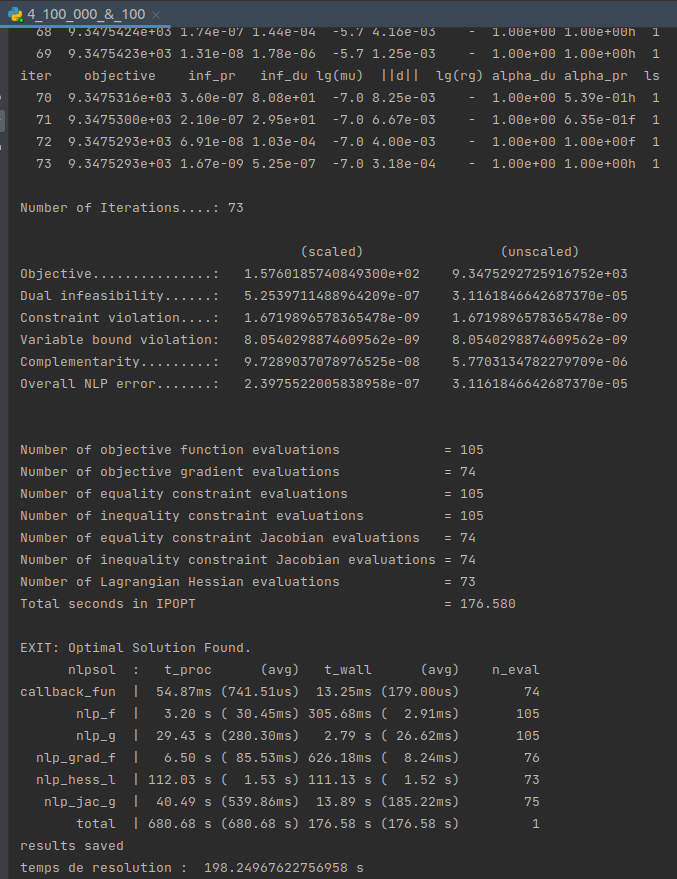 4_100_000_&_100 ×
68 9.3475424e+03 1.74e-07 1.44e-04 -5.7 4.16e-03 - 1.00e+00 1.00e+00h 1
69 9.3475423e+03 1.31e-08 1.78e-06 -5.7 1.25e-03 - 1.00e+00 1.00e+00h 1
iter objective inf_pr inf_du lg(mu) ||d|| lg(rg) alpha_du alpha_pr ls
70 9.3475316e+03 3.60e-07 8.08e+01 -7.0 8.25e-03 - 1.00e+00 5.39e-01h 1
71 9.3475300e+03 2.10e-07 2.95e+01 -7.0 6.67e-03 - 1.00e+00 6.35e-01f 1
72 9.3475293e+03 6.91e-08 1.03e-04 -7.0 4.00e-03 - 1.00e+00 1.00e+00f 1
73 9.3475293e+03 1.67e-09 5.25e-07 -7.0 3.18e-04 - 1.00e+00 1.00e+00h 1
Number of Iterations....: 73
(scaled) (unscaled)
Objective...............: 1.5760185740849300e+02 9.3475292725916752e+03
Dual infeasibility......: 5.2539711488964209e-07 3.1161846642687370e-05
Constraint violation....: 1.6719896578365478e-09 1.6719896578365478e-09
Variable bound violation: 8.0540298874609562e-09 8.0540298874609562e-09
Complementarity.........: 9.7289037078976525e-08 5.7703134782279709e-06
Overall NLP error.......: 2.3975522005838958e-07 3.1161846642687370e-05
Number of objective function evaluations = 105
Number of objective gradient evaluations = 74
Number of equality constraint evaluations = 105
Number of inequality constraint evaluations = 105
Number of equality constraint Jacobian evaluations = 74
Number of inequality constraint Jacobian evaluations = 74
Number of Lagrangian Hessian evaluations = 73
Total seconds in IPOPT = 176.580
EXIT: Optimal Solution Found.
nlpsol : t_proc (avg) t_wall (avg) n_eval
callback_fun | 54.87ms (741.51us) 13.25ms (179.00us) 74
nlp_f | 3.20 s ( 30.45ms) 305.68ms ( 2.91ms) 105
nlp_g | 29.43 s (280.30ms) 2.79 s ( 26.62ms) 105
nlp_grad_f | 6.50 s ( 85.53ms) 626.18ms ( 8.24ms) 76
nlp_hess_l | 112.03 s ( 1.53 s) 111.13 s ( 1.52 s) 73
nlp_jac_g | 40.49 s (539.86ms) 13.89 s (185.22ms) 75
total | 680.68 s (680.68 s) 176.58 s (176.58 s) 1
results saved
temps de resolution : 198.24967622756958 s